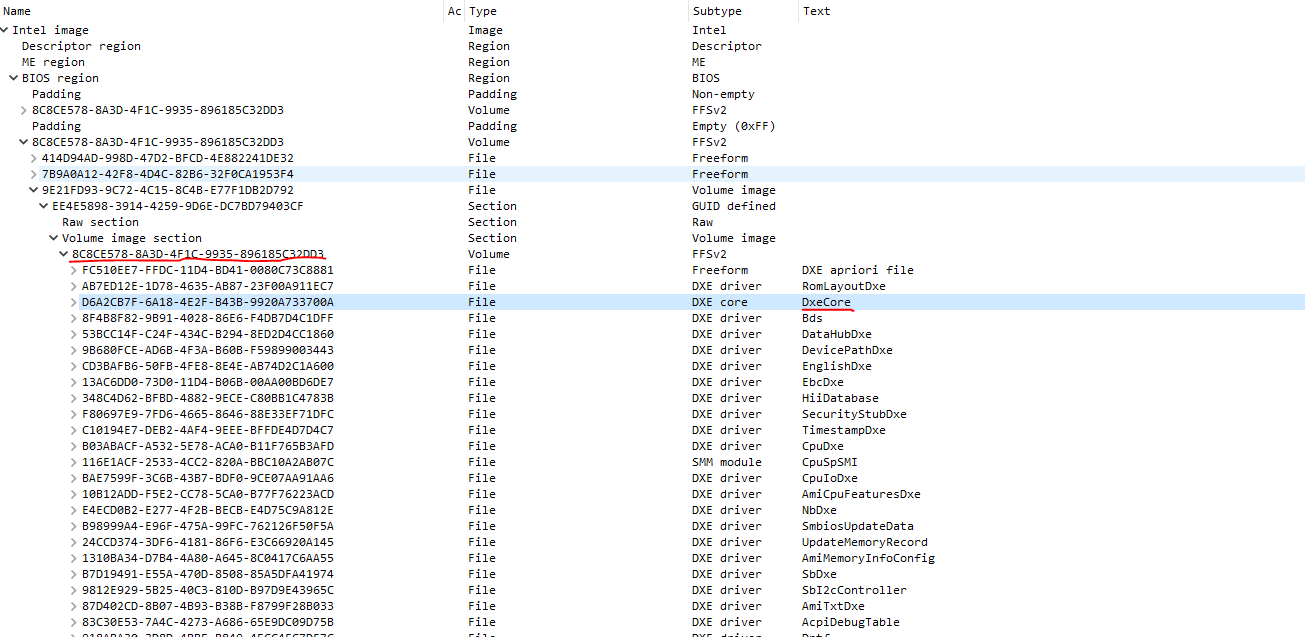 Name Ac Type Subtype Text
Intel image Image Intel
Descriptor region Region Descriptor
ME region Region ME
BIOS region Region BIOS
Padding Padding Non-empty
8C8CE578-8A3D-4F1C-9935-896185C32DD3 Volume FFSv2
Padding Padding Empty (0xFF)
8C8CE578-8A3D-4F1C-9935-896185C32DD3 Volume FFSv2
414D94AD-998D-47D2-BFCD-4E882241DE32 File Freeform
7B9A0A12-42F8-4D4C-82B6-32F0CA1953F4 File Freeform
9E21FD93-9C72-4C15-8C4B-E77F1DB2D792 File Volume image
EE4E5898-3914-4259-9D6E-DC7BD79403CF Section GUID defined
Raw section Section Raw
Volume image section Section Volume image
8C8CE578-8A3D-4F1C-9935-896185C32DD3 Volume FFSv2
FC510EE7-FFDC-11D4-BD41-0080C73C8881 File Freeform DXE apriori file
AB7ED12E-1D78-4635-AB87-23F00A911EC7 File DXE driver RomLayoutDxe
D6A2CB7F-6A18-4E2F-B43B-9920A733700A File DXE core DxeCore
8F4B8F82-9B91-4028-86E6-F4DB7D4C1DFF File DXE driver Bds
53BCC14F-C24F-434C-B294-8ED2D4CC1860 File DXE driver DataHubDxe
9B680FCE-AD6B-4F3A-B60B-F59899003443 File DXE driver DevicePathDxe
CD3BAFB6-50FB-4FE8-8E4E-AB74D2C1A600 File DXE driver EnglishDxe
13AC6DD0-73D0-11D4-B06B-00AA00BD6DE7 File DXE driver EbcDxe
348C4D62-BFBD-4882-9ECE-C80BB1C4783B File DXE driver HiiDatabase
F80697E9-7FD6-4665-8646-88E33EF71DFC File DXE driver SecurityStubDxe
C10194E7-DEB2-4AF4-9EEE-BFFDE4D7D4C7 File DXE driver TimestampDxe
B03ABACF-A532-5E78-ACA0-B11F765B3AFD File DXE driver CpuDxe
116E1ACF-2533-4CC2-820A-BBC10A2AB07C File SMM module CpuSpSMI
BAE7599F-3C6B-43B7-BDF0-9CE07AA91AA6 File DXE driver CpuIoDxe
10B12ADD-F5E2-CC78-5CA0-B77F76223ACD File DXE driver AmiCpuFeaturesDxe
E4ECD0B2-E277-4F2B-BECB-E4D75C9A812E File DXE driver NbDxe
B98999A4-E96F-475A-99FC-762126F50F5A File DXE driver SmbiosUpdateData
24CCD374-3DF6-4181-86F6-E3C66920A145 File DXE driver UpdateMemoryRecord
1310BA34-D7B4-4A80-A645-8C0417C6AA55 File DXE driver AmiMemoryInfoConfig
B7D19491-E55A-470D-8508-85A5DFA41974 File DXE driver SbDxe
9812E929-5B25-40C3-810D-B97D9E43965C File DXE driver SbI2cController
87D402CD-8B07-4B93-B38B-F8799F28B033 File DXE driver AmiTxtDxe
83C30E53-7A4C-4273-A686-65E9DC09D75B File DXE driver AcpiDebugTable